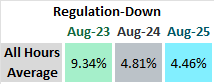 Regulation-Down
Aug-23 Aug-24 Aug-25
All Hours
Average 9.34% 4.81% 4.46%